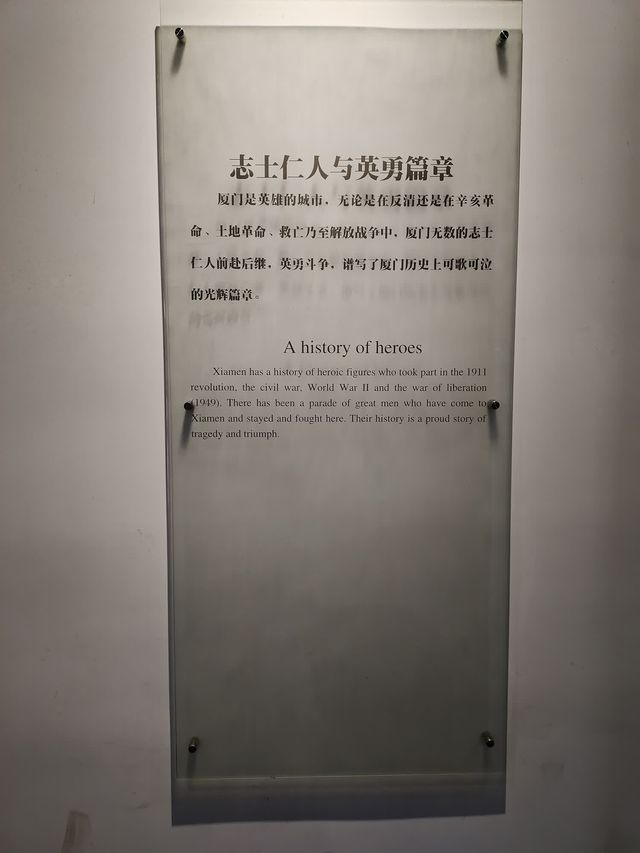 志士仁人与英勇篇章
厦门是英雄的城市，无论是在反清还是在辛亥革
命、土地革命、救亡乃至解放战争中，厦门无数的志士
仁人前赴后继，英勇斗争，谱写了厦门历史上可歌可泣
的光辉篇章。
A history of heroes
Xiamen has a history of heroic figures who took part in the 1911
revolution, the civil war, World War II and the war of liberation
(1949). There has been a parade of great men who have come to
Xiamen and stayed and fought here. Their history is a proud story of
tragedy and triumph.